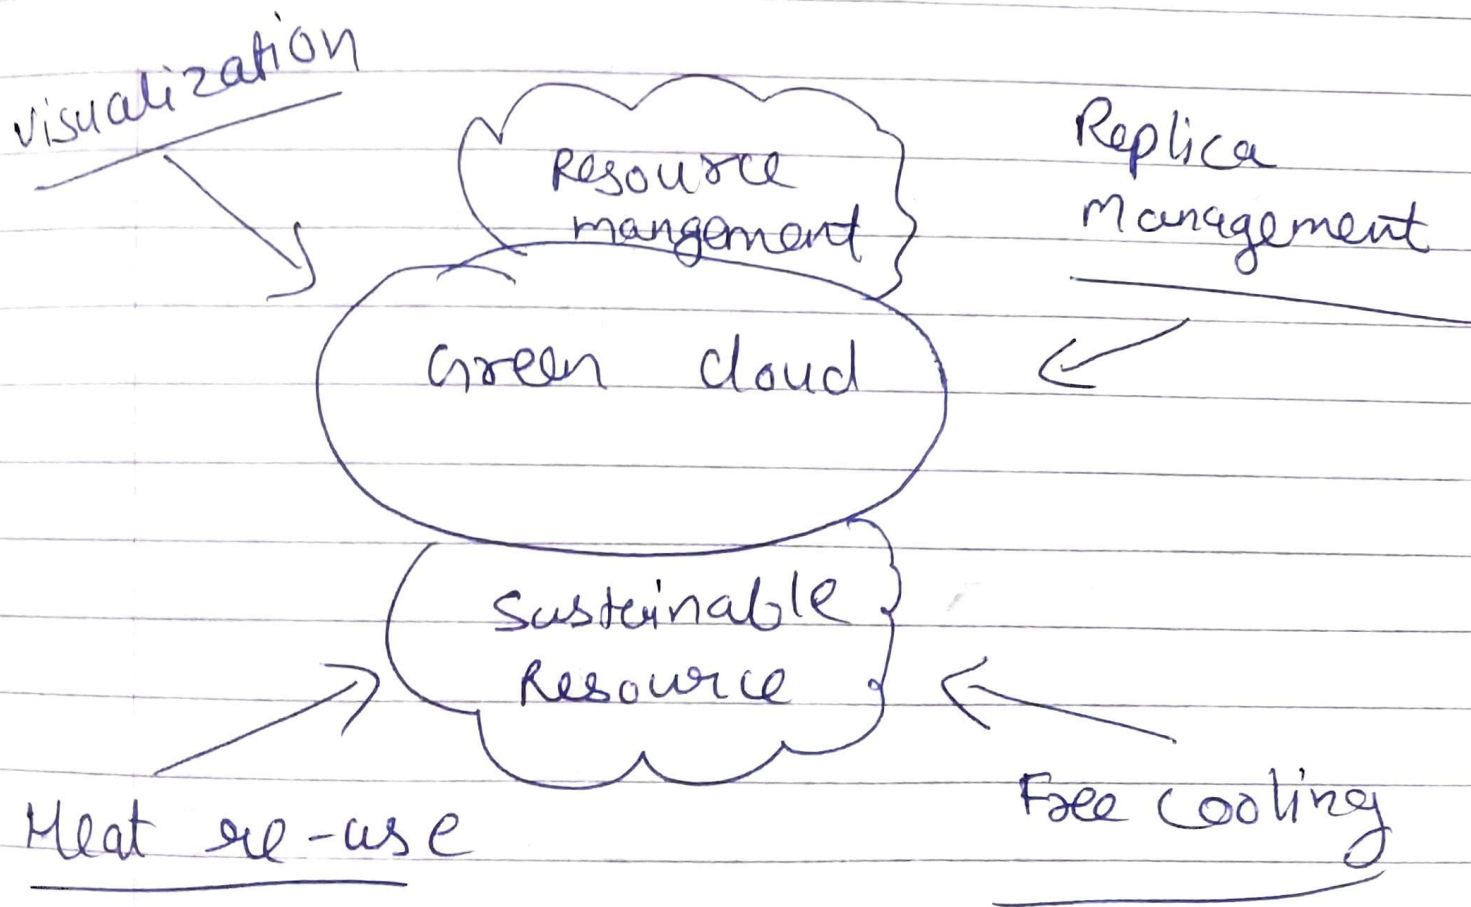 visualization
Resource
mangement
Replica
Management
Green cloud
Sustainable
Resource
Heat re-use
Free cooling